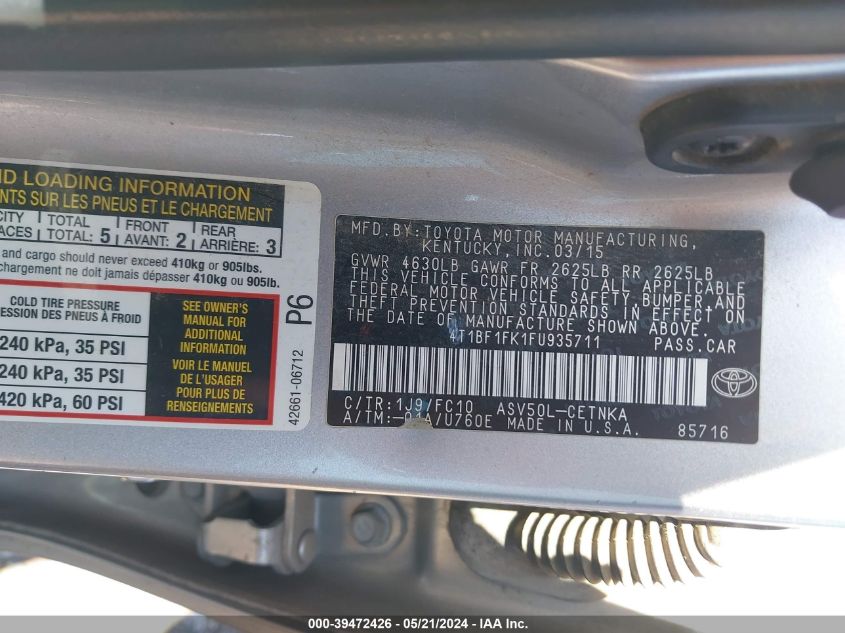 ND LOADING INFORMATION
NTS SUR LES PNEUS ET LE CHARGEMENT
CITY TOTAL FRONT REAR
ACES TOTAL: 5 AVANT: 2 ARRIÈRE: 3
and cargo should never exceed 410kg or 905lbs.
nement ne doit jamais dépasser 410kg ou 905lb.
COLD TIRE PRESSURE
ESSION DES PNEUS À FROID
240 kPa, 35 PSI
240 kPa, 35 PSI
420 kPa, 60 PSI
SEE OWNER'S
MANUAL FOR
ADDITIONAL
INFORMATION
VOIR LE MANUEL
DE L'USAGER
POUR PLUS DE
RENSEIGNEMENTS
P6
42661-06712
MFD. BY: TOYOTA MOTOR MANUFACTURING,
KENTUCKY, INC. 03/15
GVWR 4630LB GAWR FR 2625LB RR 2625LB
THIS VEHICLE CONFORMS TO ALL APPLICABLE
FEDERAL MOTOR VEHICLE SAFETY, BUMPER, AND
THEFT PREVENTION STANDARDS IN EFFECT ON
THE DATE OF MANUFACTURE SHOWN ABOVE.
4T1BF1FK1FU935711 PASS. CAR
C/TR: 1J9/FC10 ASV50L-CETNKA
A/TM: /U760E MADE IN U.S.A. 85716
TOYOTA
000-39472426 - 05/21/2024 - IAA Inc.